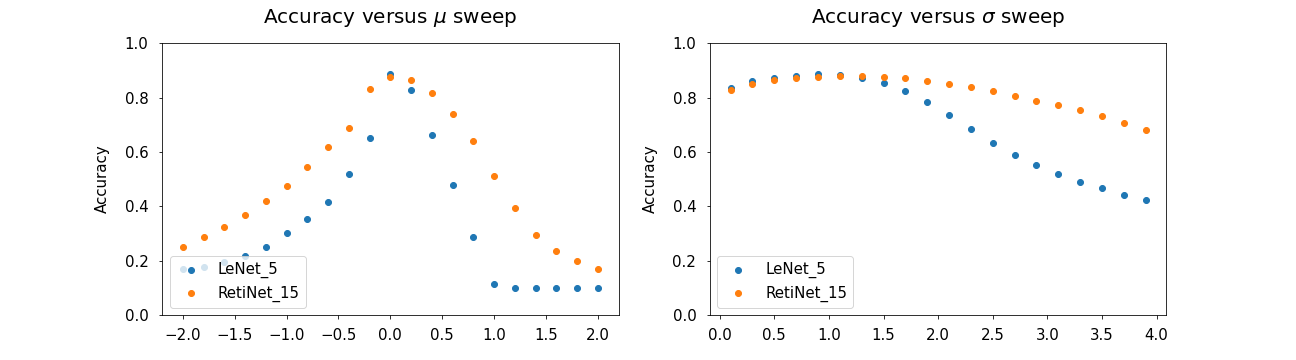 Accuracy versus μ sweep
Accuracy
1.0
0.8
0.6
0.4
0.2
0.0
LeNet_5
RetiNet_15
−2.0 −1.5 −1.0 −0.5 0.0 0.5 1.0 1.5 2.0
Accuracy versus σ sweep
Accuracy
1.0
0.8
0.6
0.4
0.2
0.0
LeNet_5
RetiNet_15
0.0 0.5 1.0 1.5 2.0 2.5 3.0 3.5 4.0